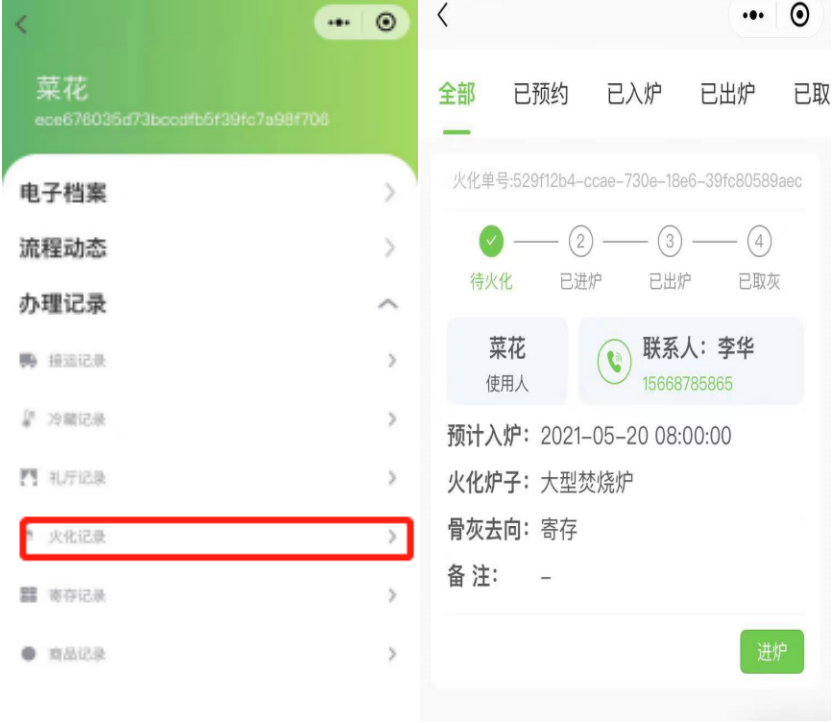 菜花
ece676035d73bccdfb5f39fc7a98f706
电子档案
流程动态
办理记录
接运记录
冷藏记录
礼厅记录
火化记录
寄存记录
商品记录
全部 已预约 已入炉 已出炉 已取
火化单号:529f12b4-ccae-730e-18e6-39fc80589aec
2 3 4
待火化 已进炉 已出炉 已取灰
菜花
使用人
联系人：李华
15668785865
预计入炉：2021-05-20 08:00:00
火化炉子：大型焚烧炉
骨灰去向：寄存
备 注： -
进炉